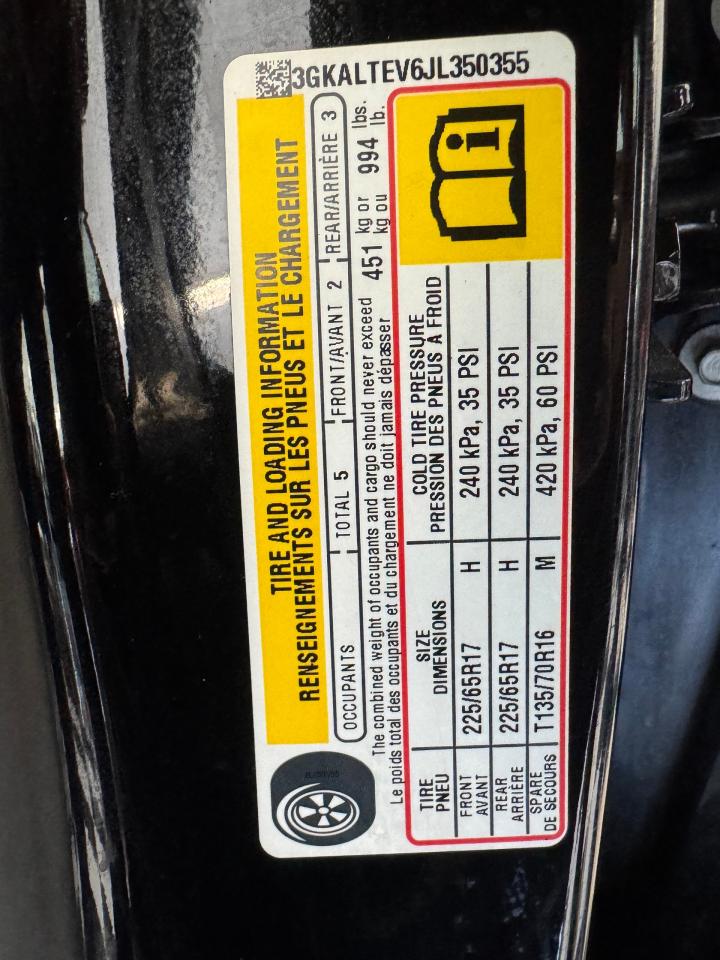 3GKALTEV6JL350355
TIRE AND LOADING INFORMATION
RENSEIGNEMENTS SUR LES PNEUS ET LE CHARGEMENT
OCCUPANTS TOTAL 5 FRONT/AVANT 2 REAR/ARRIÈRE 3
The combined weight of occupants and cargo should never exceed 451 kg or 994 lbs.
Le poids total des occupants et du chargement ne doit jamais dépasser kg ou lb.
TIRE SIZE COLD TIRE PRESSURE
PNEU DIMENSIONS PRESSION DES PNEUS À FROID
FRONT
AVANT 225/65R17 H 240 kPa, 35 PSI
REAR
ARRIÈRE 225/65R17 H 240 kPa, 35 PSI
SPARE
DE SECOURS T135/70R16 M 420 kPa, 60 PSI